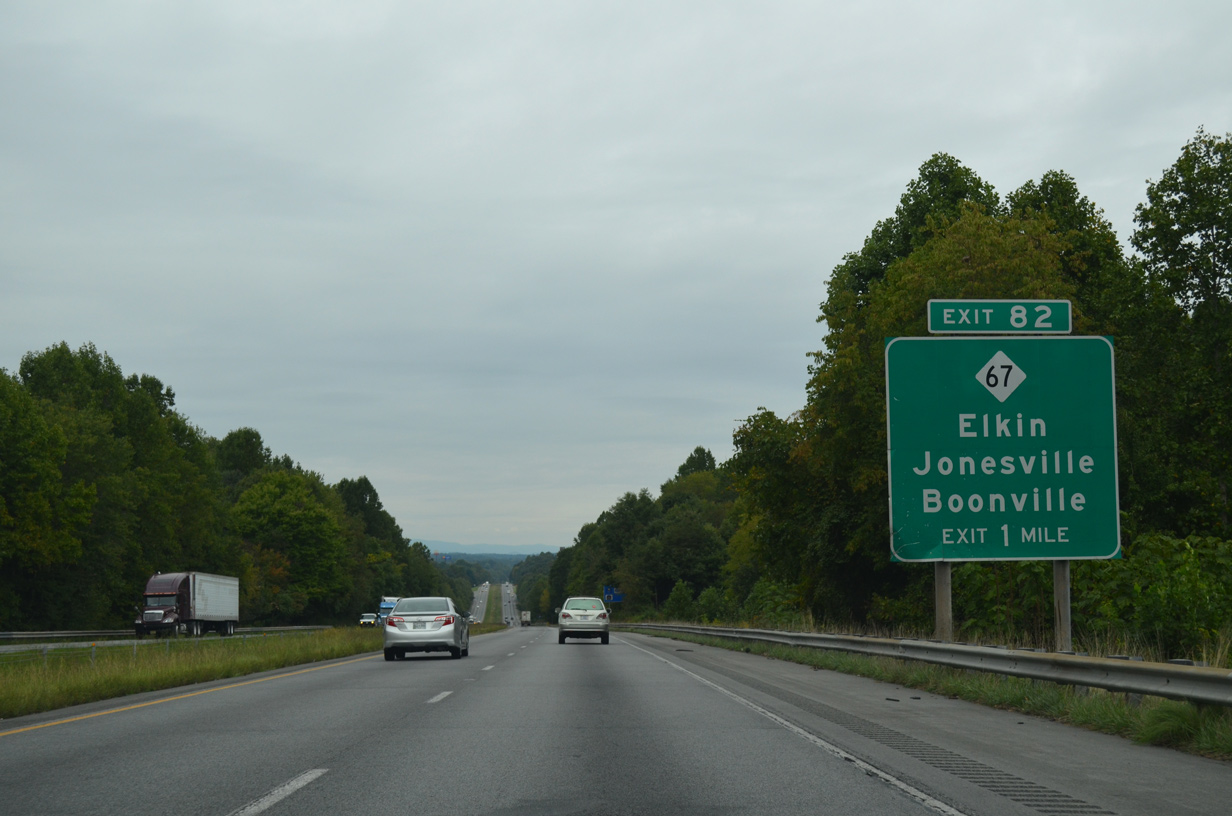 EXIT 82
67
Elkin
Jonesville
Boonville
EXIT 1 MILE